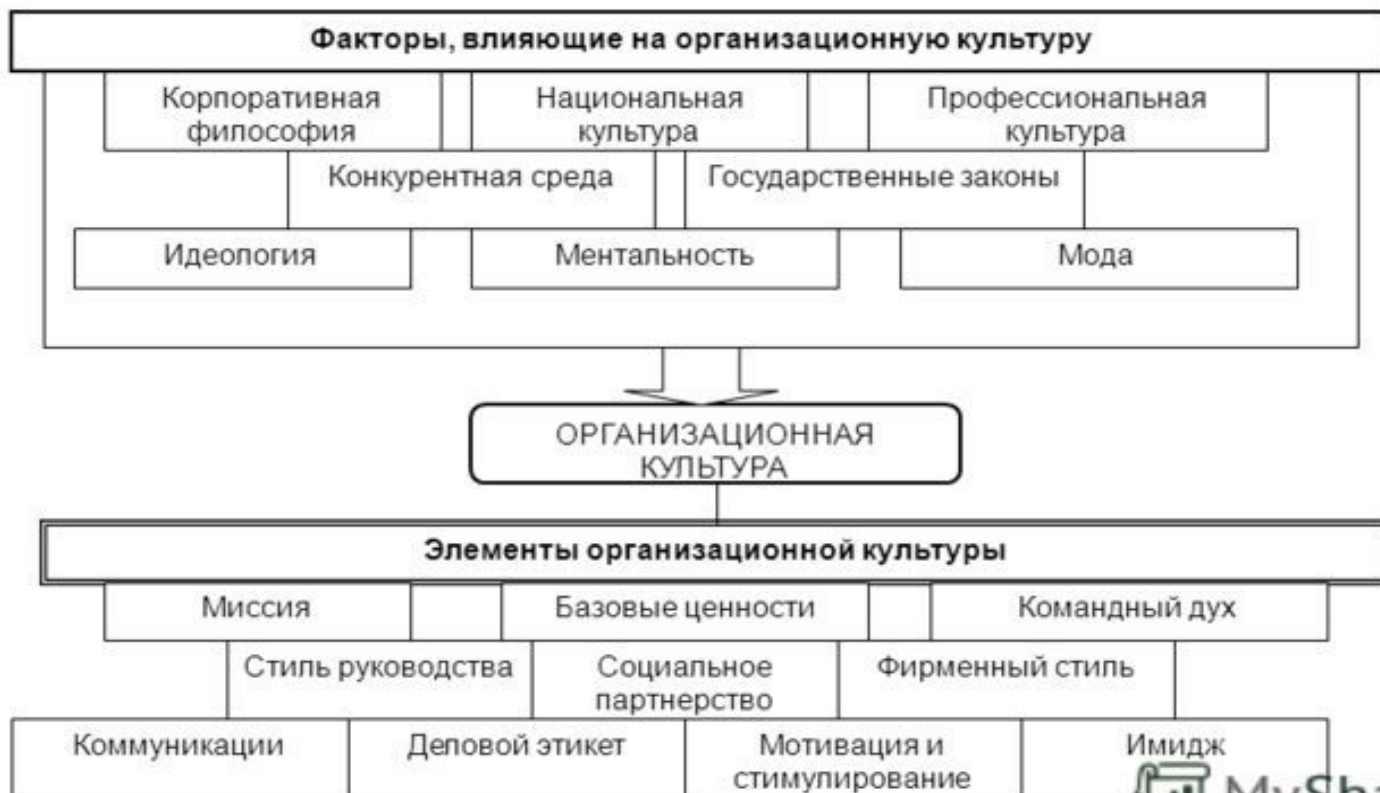 Факторы, влияющие на организационную культуру
Корпоративная
философия
Национальная
культура
Профессиональная
культура
Конкурентная среда
Государственные законы
Идеология
Ментальность
Мода
ОРГАНИЗАЦИОННАЯ
КУЛЬТУРА
Элементы организационной культуры
Миссия
Базовые ценности
Командный дух
Стиль руководства
Социальное
партнерство
Фирменный стиль
Коммуникации
Деловой этикет
Мотивация и
стимулирование
Имидж